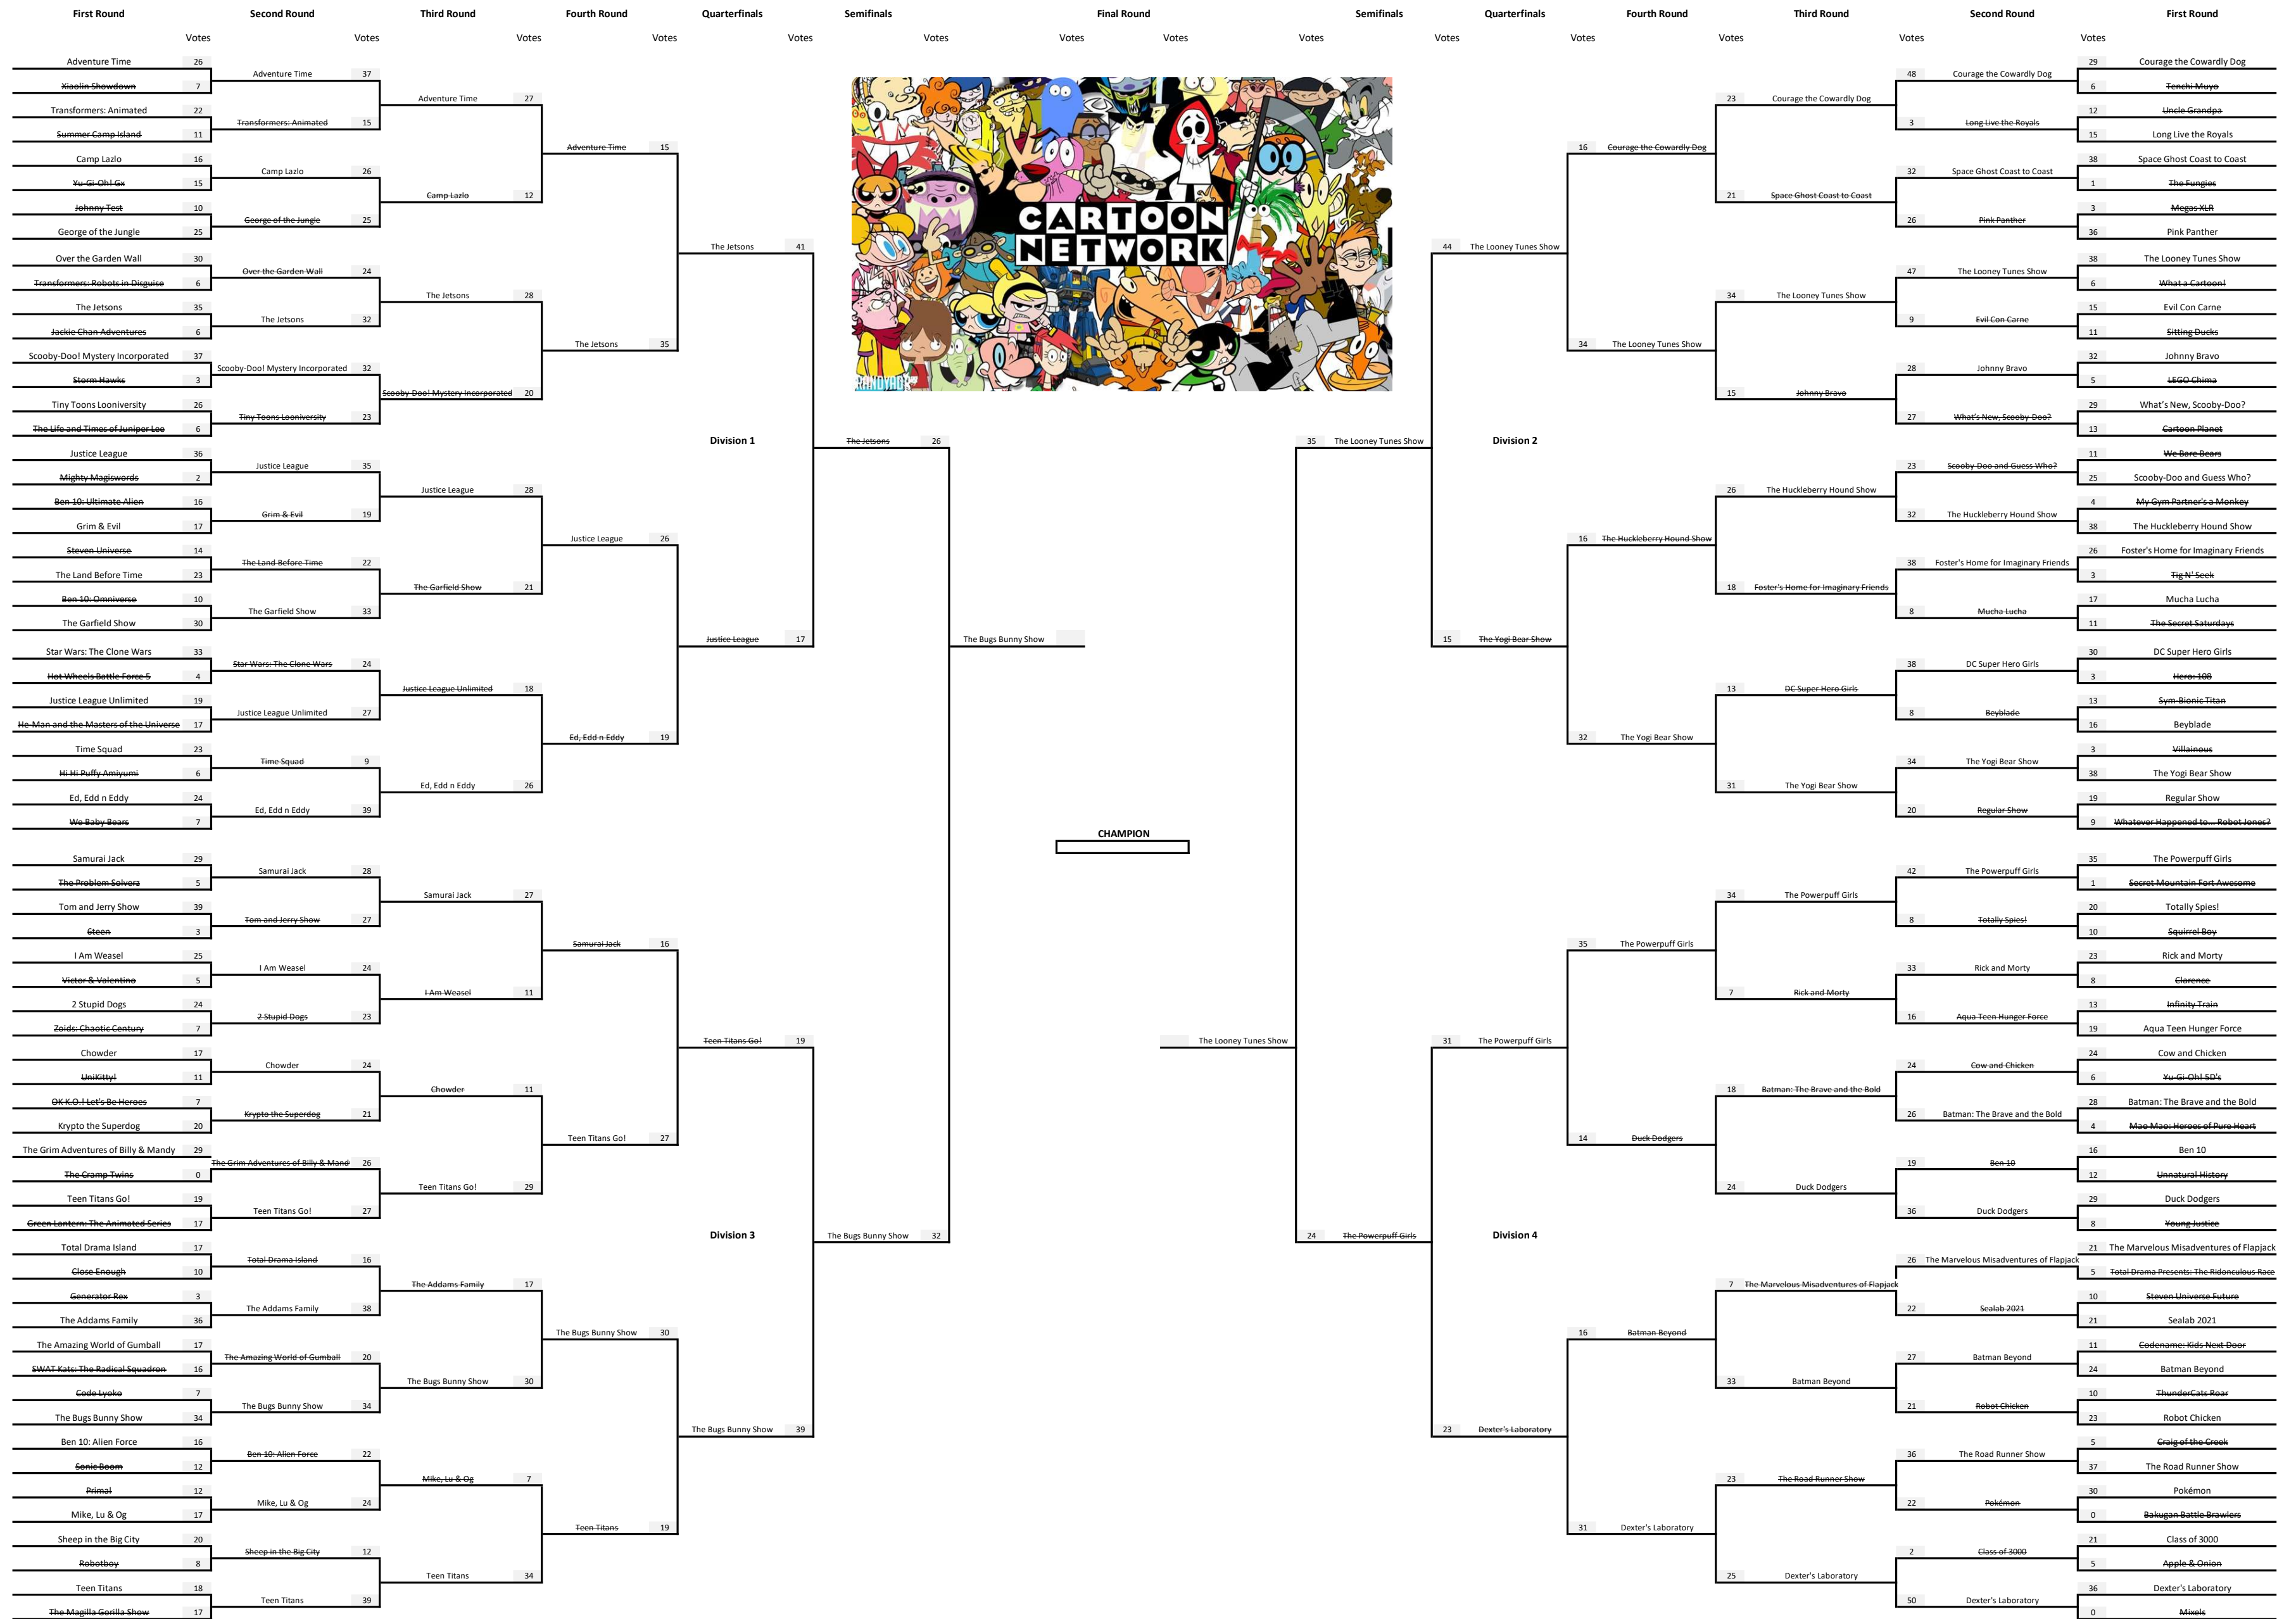 First Round Second Round Third Round Fourth Round Quarterfinals Semifinals Final Round Semifinals Quarterfinals Fourth Round Third Round Second Round First Round
Votes Votes Votes Votes Votes Votes Votes Votes Votes Votes Votes Votes Votes Votes
Adventure Time 26
Xiaolin Showdown 7
Transformers: Animated 22
Summer Camp Island 11
Camp Lazlo 16
Yu-Gi-Oh! Gx 15
Johnny Test 10
George of the Jungle 25
Over the Garden Wall 30
Transformers: Robots in Disguise 6
The Jetsons 35
Jackie Chan Adventures 6
Scooby-Doo! Mystery Incorporated 37
Storm Hawks 3
Tiny Toons Looniversity 26
The Life and Times of Juniper Lee 6
Justice League 36
Mighty Magiswords 2
Ben 10: Ultimate Alien 16
Grim & Evil 17
Steven Universe 14
The Land Before Time 23
Ben 10: Omniverse 10
The Garfield Show 30
Star Wars: The Clone Wars 33
Hot Wheels Battle Force 5 4
Justice League Unlimited 19
He-Man and the Masters of the Universe 17
Time Squad 23
Hi Hi Puffy Amiyumi 6
Ed, Edd n Eddy 24
We Baby Bears 7
Samurai Jack 29
The Problem Solverz 5
Tom and Jerry Show 39
6teen 3
I Am Weasel 25
Victor & Valentino 5
2 Stupid Dogs 24
Zoids: Chaotic Century 7
Chowder 17
UniKitty! 11
OK K.O.! Let's Be Heroes 7
Krypto the Superdog 20
The Grim Adventures of Billy & Mandy 29
The Cramp Twins 0
Teen Titans Go! 19
Green Lantern: The Animated Series 17
Total Drama Island 17
Close Enough 10
Generator Rex 3
The Addams Family 36
The Amazing World of Gumball 17
SWAT Kats: The Radical Squadron 16
Code Lyoko 7
The Bugs Bunny Show 34
Ben 10: Alien Force 16
Sonic Boom 12
Primal 12
Mike, Lu & Og 17
Sheep in the Big City 20
Robotboy 8
Teen Titans 18
The Magilla Gorilla Show 17
Adventure Time 37
Transformers: Animated 15
Camp Lazlo 26
George of the Jungle 25
Over the Garden Wall 24
The Jetsons 32
Scooby-Doo! Mystery Incorporated 32
Tiny Toons Looniversity 23
Justice League 35
Grim & Evil 19
The Land Before Time 22
The Garfield Show 33
Star Wars: The Clone Wars 24
Justice League Unlimited 27
Time Squad 9
Ed, Edd n Eddy 39
Samurai Jack 28
Tom and Jerry Show 27
I Am Weasel 24
2 Stupid Dogs 23
Chowder 24
Krypto the Superdog 21
The Grim Adventures of Billy & Mand 26
Teen Titans Go! 27
Total Drama Island 16
The Addams Family 38
The Amazing World of Gumball 20
The Bugs Bunny Show 34
Ben 10: Alien Force 22
Mike, Lu & Og 24
Sheep in the Big City 12
Teen Titans 39
Adventure Time 27
Camp Lazlo 12
The Jetsons 28
Scooby-Doo! Mystery Incorporated 20
Justice League 28
The Garfield Show 21
Justice League Unlimited 18
Ed, Edd n Eddy 26
Samurai Jack 27
I Am Weasel 11
Chowder 11
Teen Titans Go! 29
The Addams Family 17
The Bugs Bunny Show 30
Mike, Lu & Og 7
Teen Titans 34
Adventure Time 15
The Jetsons 35
Justice League 26
Ed, Edd n Eddy 19
Samurai Jack 16
Teen Titans Go! 27
The Bugs Bunny Show 30
Teen Titans 19
The Jetsons 41
Division 1
Justice League 17
Teen Titans Go! 19
Division 3
The Bugs Bunny Show 39
The Jetsons 26
The Bugs Bunny Show 32
The Bugs Bunny Show
CARTOON
NETWORK
CHAMPION
The Looney Tunes Show
35 The Looney Tunes Show
24 The Powerpuff Girls
44 The Looney Tunes Show
Division 2
15 The Yogi Bear Show
31 The Powerpuff Girls
Division 4
23 Dexter's Laboratory
16 Courage the Cowardly Dog
34 The Looney Tunes Show
16 The Huckleberry Hound Show
32 The Yogi Bear Show
35 The Powerpuff Girls
14 Duck Dodgers
16 Batman Beyond
31 Dexter's Laboratory
23 Courage the Cowardly Dog
21 Space Ghost Coast to Coast
34 The Looney Tunes Show
15 Johnny Bravo
26 The Huckleberry Hound Show
18 Foster's Home for Imaginary Friends
13 DC Super Hero Girls
31 The Yogi Bear Show
34 The Powerpuff Girls
7 Rick and Morty
18 Batman: The Brave and the Bold
24 Duck Dodgers
7 The Marvelous Misadventures of Flapjack
33 Batman Beyond
23 The Road Runner Show
25 Dexter's Laboratory
48 Courage the Cowardly Dog
3 Long Live the Royals
32 Space Ghost Coast to Coast
26 Pink Panther
47 The Looney Tunes Show
9 Evil Con Carne
28 Johnny Bravo
27 What's New, Scooby-Doo?
23 Scooby-Doo and Guess Who?
32 The Huckleberry Hound Show
38 Foster's Home for Imaginary Friends
8 Mucha Lucha
38 DC Super Hero Girls
8 Beyblade
34 The Yogi Bear Show
20 Regular Show
42 The Powerpuff Girls
8 Totally Spies!
33 Rick and Morty
16 Aqua Teen Hunger Force
24 Cow and Chicken
26 Batman: The Brave and the Bold
19 Ben 10
36 Duck Dodgers
26 The Marvelous Misadventures of Flapjack
22 Sealab 2021
27 Batman Beyond
21 Robot Chicken
36 The Road Runner Show
22 Pokémon
2 Class of 3000
50 Dexter's Laboratory
29 Courage the Cowardly Dog
6 Tenchi Muyo
12 Uncle Grandpa
15 Long Live the Royals
38 Space Ghost Coast to Coast
1 The Fungies
3 Megas XLR
36 Pink Panther
38 The Looney Tunes Show
6 What a Cartoon!
15 Evil Con Carne
11 Sitting Ducks
32 Johnny Bravo
5 LEGO Chima
29 What's New, Scooby-Doo?
13 Cartoon Planet
11 We Bare Bears
25 Scooby-Doo and Guess Who?
4 My Gym Partner's a Monkey
38 The Huckleberry Hound Show
26 Foster's Home for Imaginary Friends
3 Tig N' Seek
17 Mucha Lucha
11 The Secret Saturdays
30 DC Super Hero Girls
3 Hero: 108
13 Sym-Bionic Titan
16 Beyblade
3 Villainous
38 The Yogi Bear Show
19 Regular Show
9 Whatever Happened to... Robot Jones?
35 The Powerpuff Girls
1 Secret Mountain Fort Awesome
20 Totally Spies!
10 Squirrel Boy
23 Rick and Morty
8 Clarence
13 Infinity Train
19 Aqua Teen Hunger Force
24 Cow and Chicken
6 Yu-Gi-Oh! 5D's
28 Batman: The Brave and the Bold
4 Mao Mao: Heroes of Pure Heart
16 Ben 10
12 Unnatural History
29 Duck Dodgers
8 Young Justice
21 The Marvelous Misadventures of Flapjack
5 Total Drama Presents: The Ridonculous Race
10 Steven Universe Future
21 Sealab 2021
11 Codename: Kids Next Door
24 Batman Beyond
10 ThunderCats Roar
23 Robot Chicken
5 Craig of the Creek
37 The Road Runner Show
30 Pokémon
0 Bakugan Battle Brawlers
21 Class of 3000
5 Apple & Onion
36 Dexter's Laboratory
0 Mixels